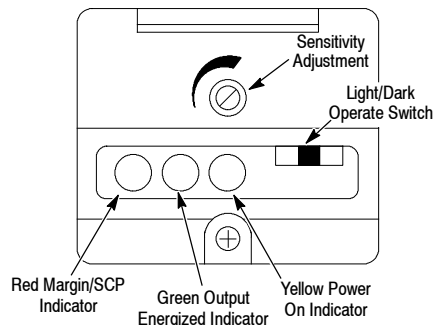 Sensitivity
Adjustment
Light/Dark
Operate Switch
Red Margin/SCP
Indicator
Green Output
Energized Indicator
Yellow Power
On Indicator